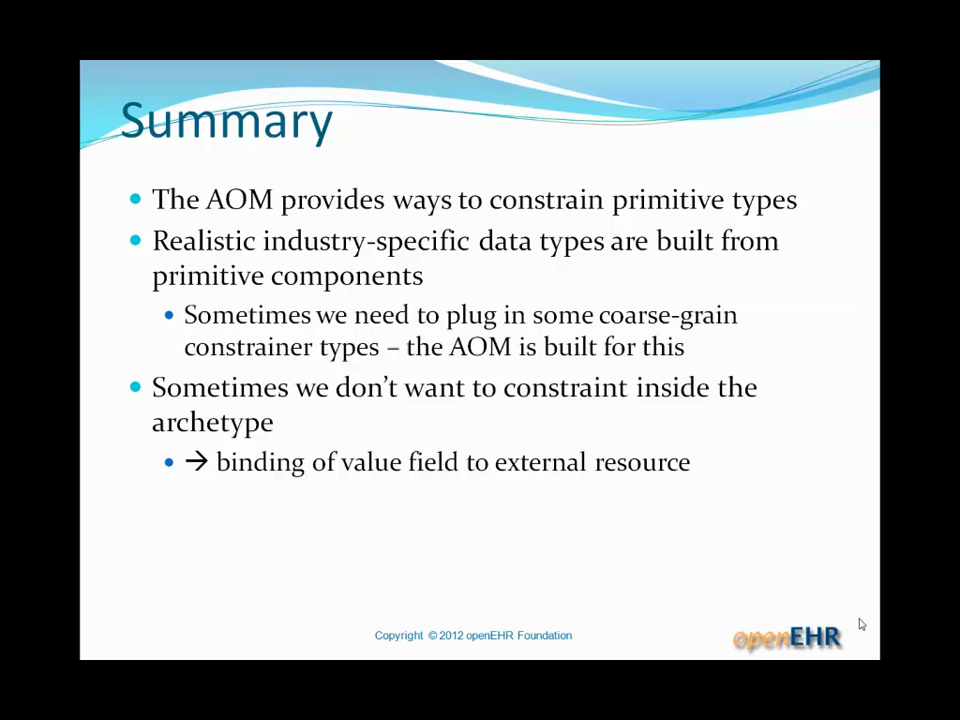 Summary
The AOM provides ways to constrain primitive types
Realistic industry-specific data types are built from
primitive components
Sometimes we need to plug in some coarse-grain
constrainer types – the AOM is built for this
Sometimes we don’t want to constraint inside the
archetype
→ binding of value field to external resource
Copyright © 2012 openEHR Foundation
openEHR